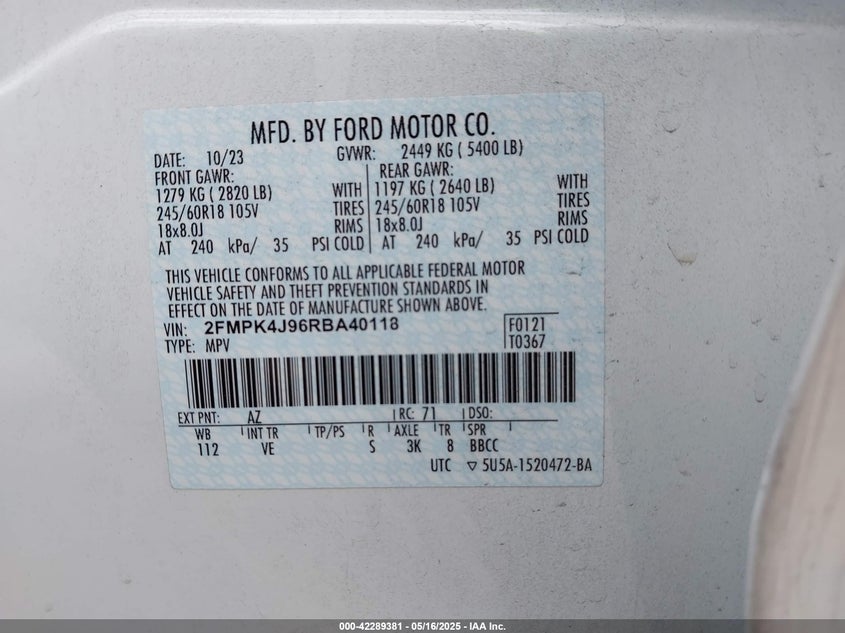 MFD. BY FORD MOTOR CO.
DATE: 10/23 GVWR: 2449 KG ( 5400 LB)
FRONT GAWR: REAR GAWR:
1279 KG ( 2820 LB) WITH 1197 KG ( 2640 LB) WITH
245/60R18 105V TIRES 245/60R18 105V TIRES
18x8.0J RIMS 18x8.0J RIMS
AT 240 kPa/ 35 PSI COLD AT 240 kPa/ 35 PSI COLD
THIS VEHICLE CONFORMS TO ALL APPLICABLE FEDERAL MOTOR
VEHICLE SAFETY AND THEFT PREVENTION STANDARDS IN
EFFECT ON THE DATE OF MANUFACTURE SHOWN ABOVE.
VIN: 2FMPK4J96RBA40118 F0121
TYPE: MPV T0367
EXT PNT: AZ RC: 71 DSO:
WB INT TR TP/PS R AXLE TR SPR
112 VE S 3K 8 BBCC
UTC ▽ 5U5A-1520472-BA
000-42289381 - 05/16/2025 - IAA Inc.